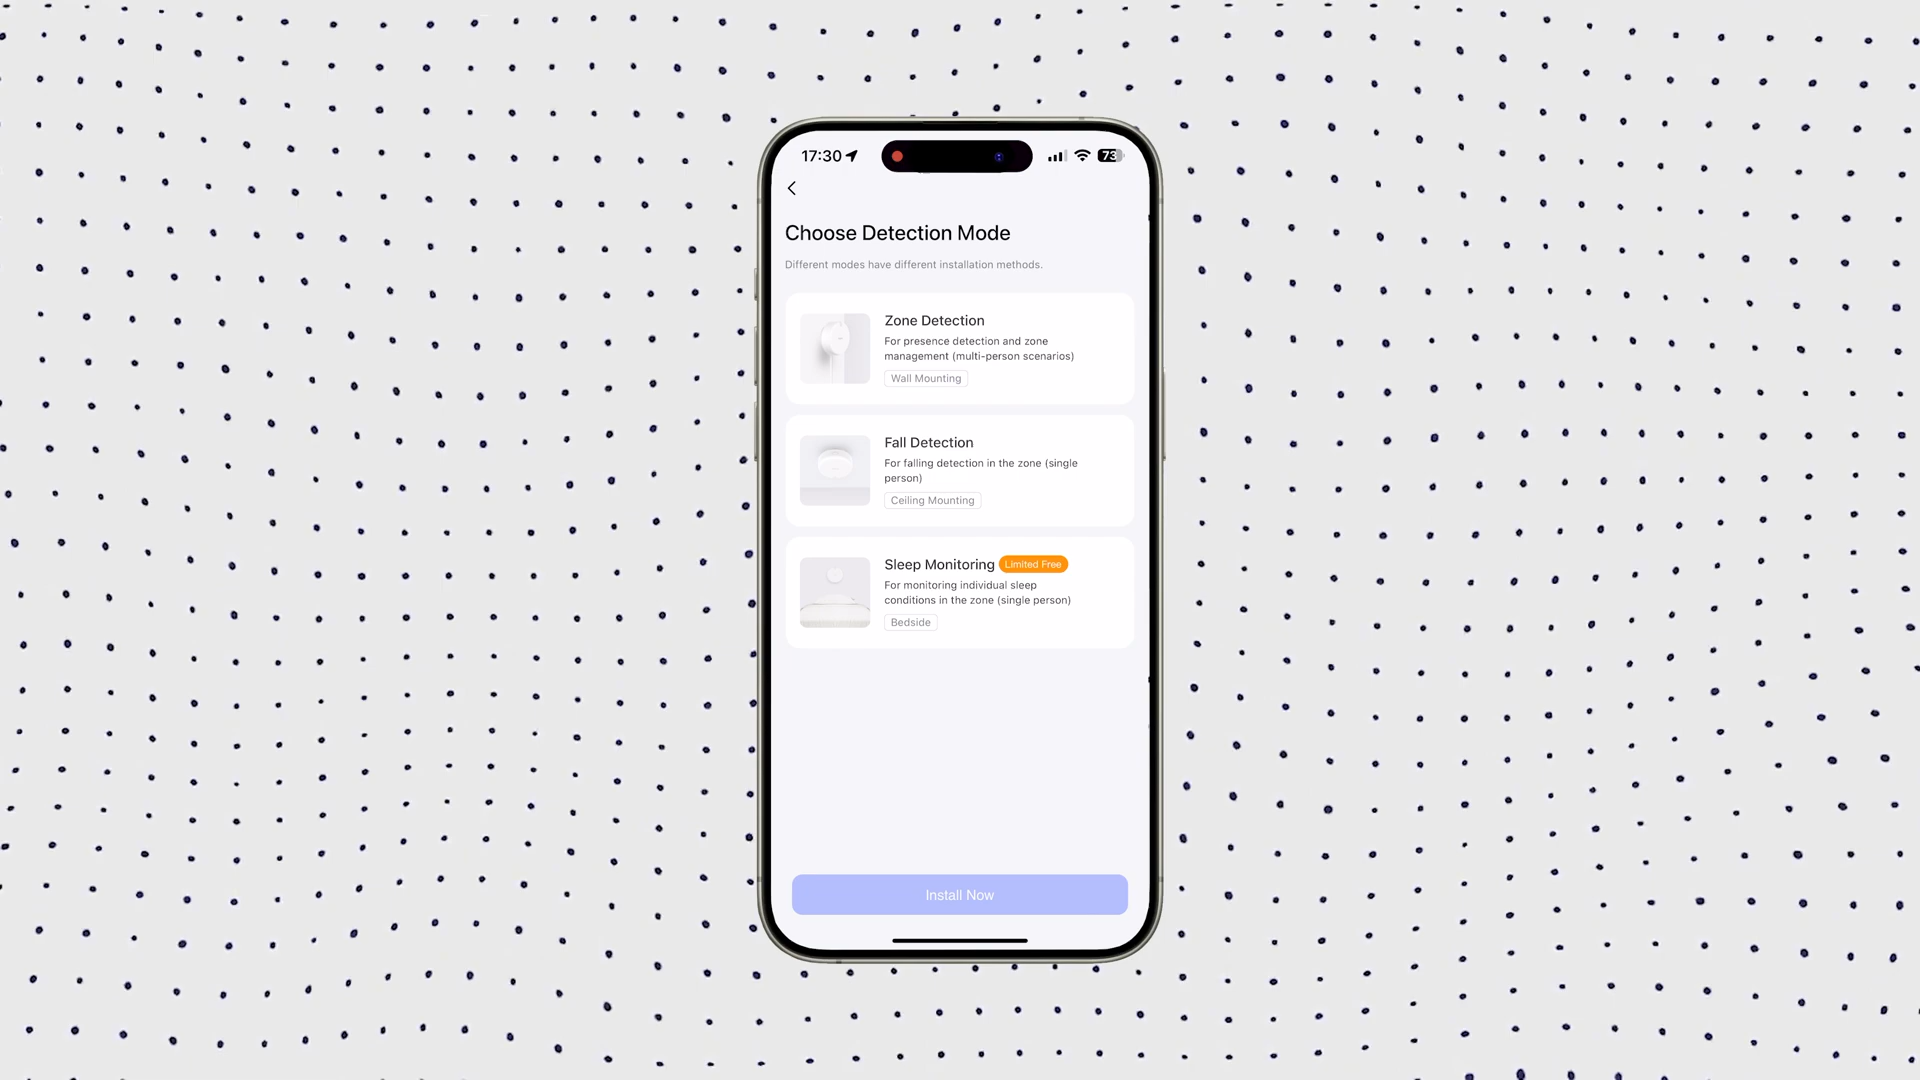 17:30
73
Choose Detection Mode
Different modes have different installation methods.
Zone Detection
For presence detection and zone
management (multi-person scenarios)
Wall Mounting
Fall Detection
For falling detection in the zone (single
person)
Ceiling Mounting
Sleep Monitoring Limited Free
For monitoring individual sleep
conditions in the zone (single person)
Bedside
Install Now